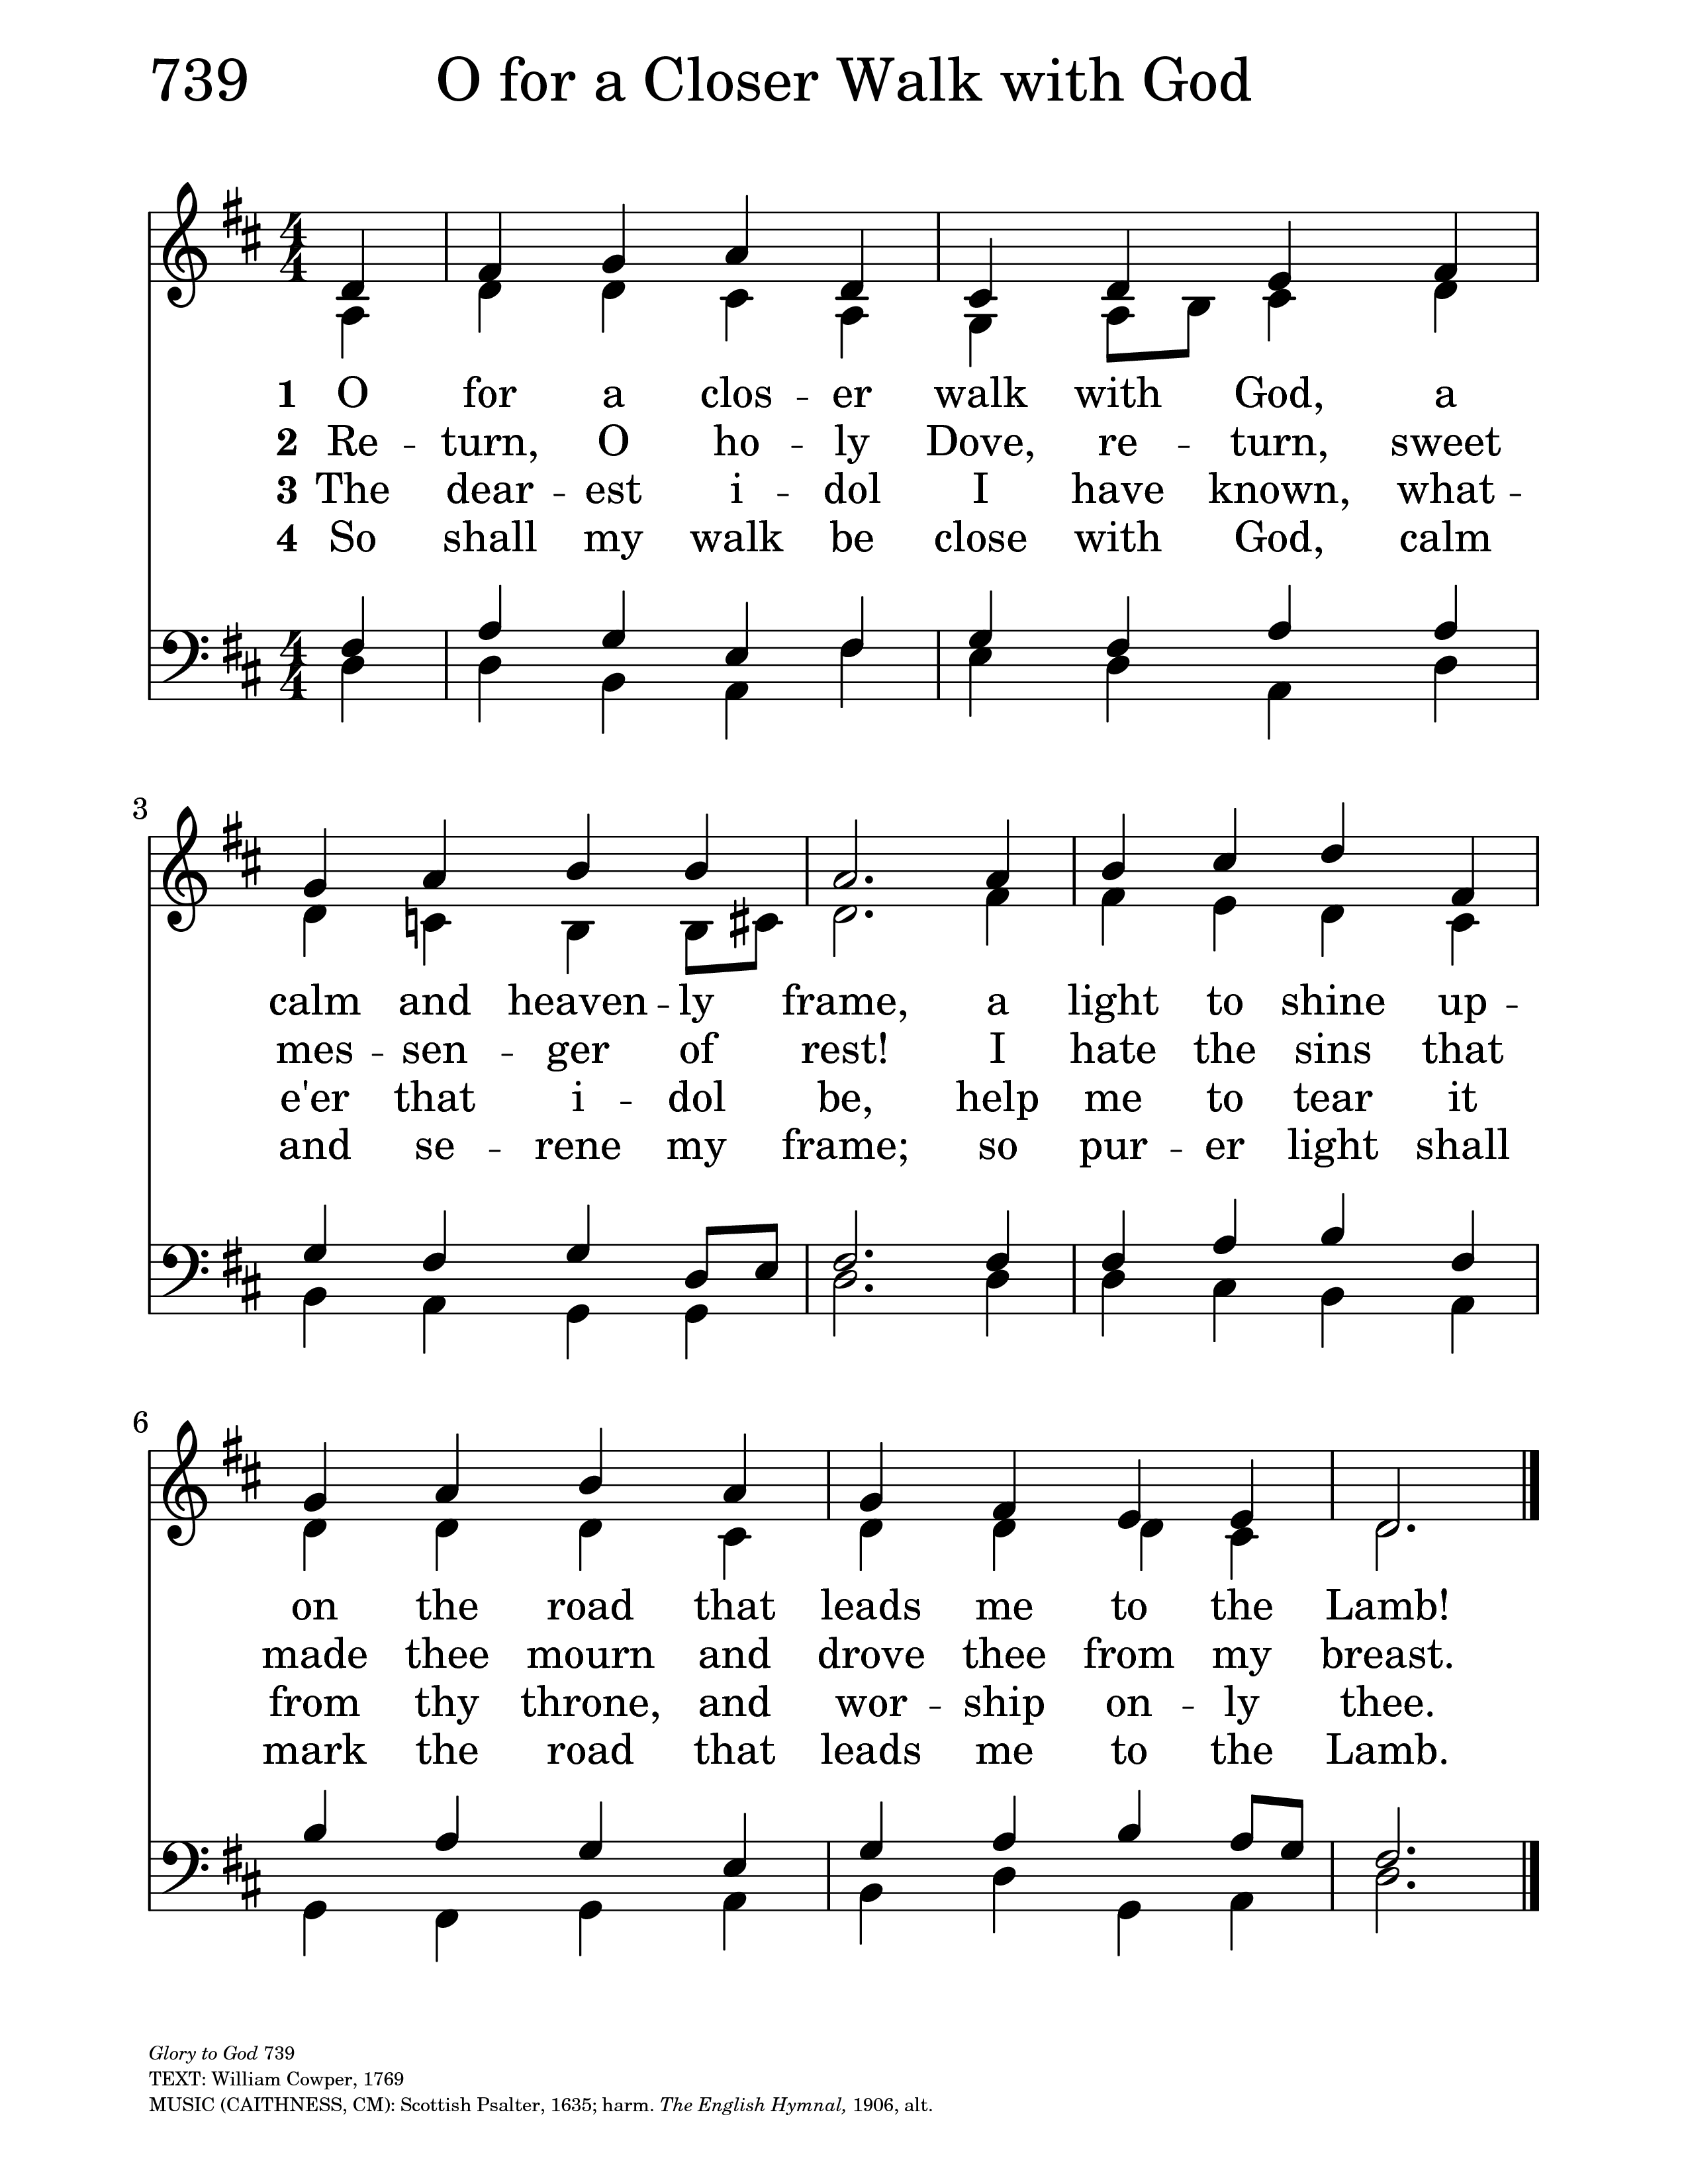 739 O for a Closer Walk with God
4
4
1 O for a clos - er walk with God, a
2 Re - turn, O ho - ly Dove, re - turn, sweet
3 The dear - est i - dol I have known, what -
4 So shall my walk be close with God, calm
4
4
3
calm and heaven - ly frame, a light to shine up -
mes - sen - ger of rest! I hate the sins that
e'er that i - dol be, help me to tear it
and se - rene my frame; so pur - er light shall
6
on the road that leads me to the Lamb!
made thee mourn and drove thee from my breast.
from thy throne, and wor - ship on - ly thee.
mark the road that leads me to the Lamb.
Glory to God 739
TEXT: William Cowper, 1769
MUSIC (CAITHNESS, CM): Scottish Psalter, 1635; harm. The English Hymnal, 1906, alt.